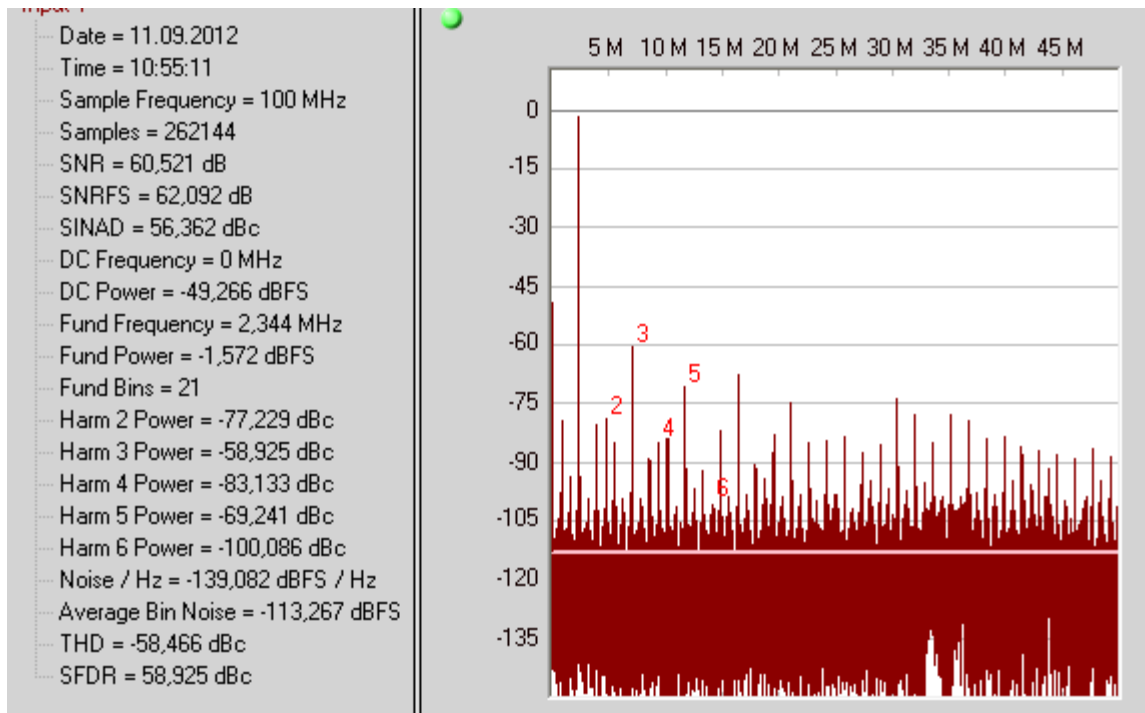 Input 1
Date = 11.09.2012
Time = 10:55:11
Sample Frequency = 100 MHz
Samples = 262144
SNR = 60,521 dB
SNRFS = 62,092 dB
SINAD = 56,362 dBc
DC Frequency = 0 MHz
DC Power = -49,266 dBFS
Fund Frequency = 2,344 MHz
Fund Power = -1,572 dBFS
Fund Bins = 21
Harm 2 Power = -77,229 dBc
Harm 3 Power = -58,925 dBc
Harm 4 Power = -83,133 dBc
Harm 5 Power = -69,241 dBc
Harm 6 Power = -100,086 dBc
Noise / Hz = -139,082 dBFS / Hz
Average Bin Noise = -113,267 dBFS
THD = -58,466 dBc
SFDR = 58,925 dBc
5 M 10 M 15 M 20 M 25 M 30 M 35 M 40 M 45 M
0
-15
-30
-45
-60
-75
-90
-105
-120
-135
3
5
2
4
6